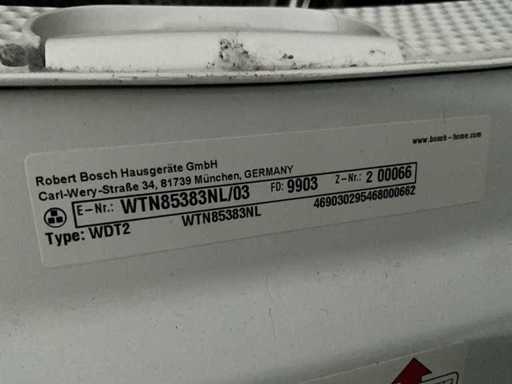 www.bosch-home.com
Robert Bosch Hausgeräte GmbH
Carl-Wery-Straße 34, 81739 München, GERMANY
E-Nr.: WTN85383NL/03 FD: 9903 Z-Nr.: 2 00066
Type: WDT2 WTN85383NL 469030295468000662